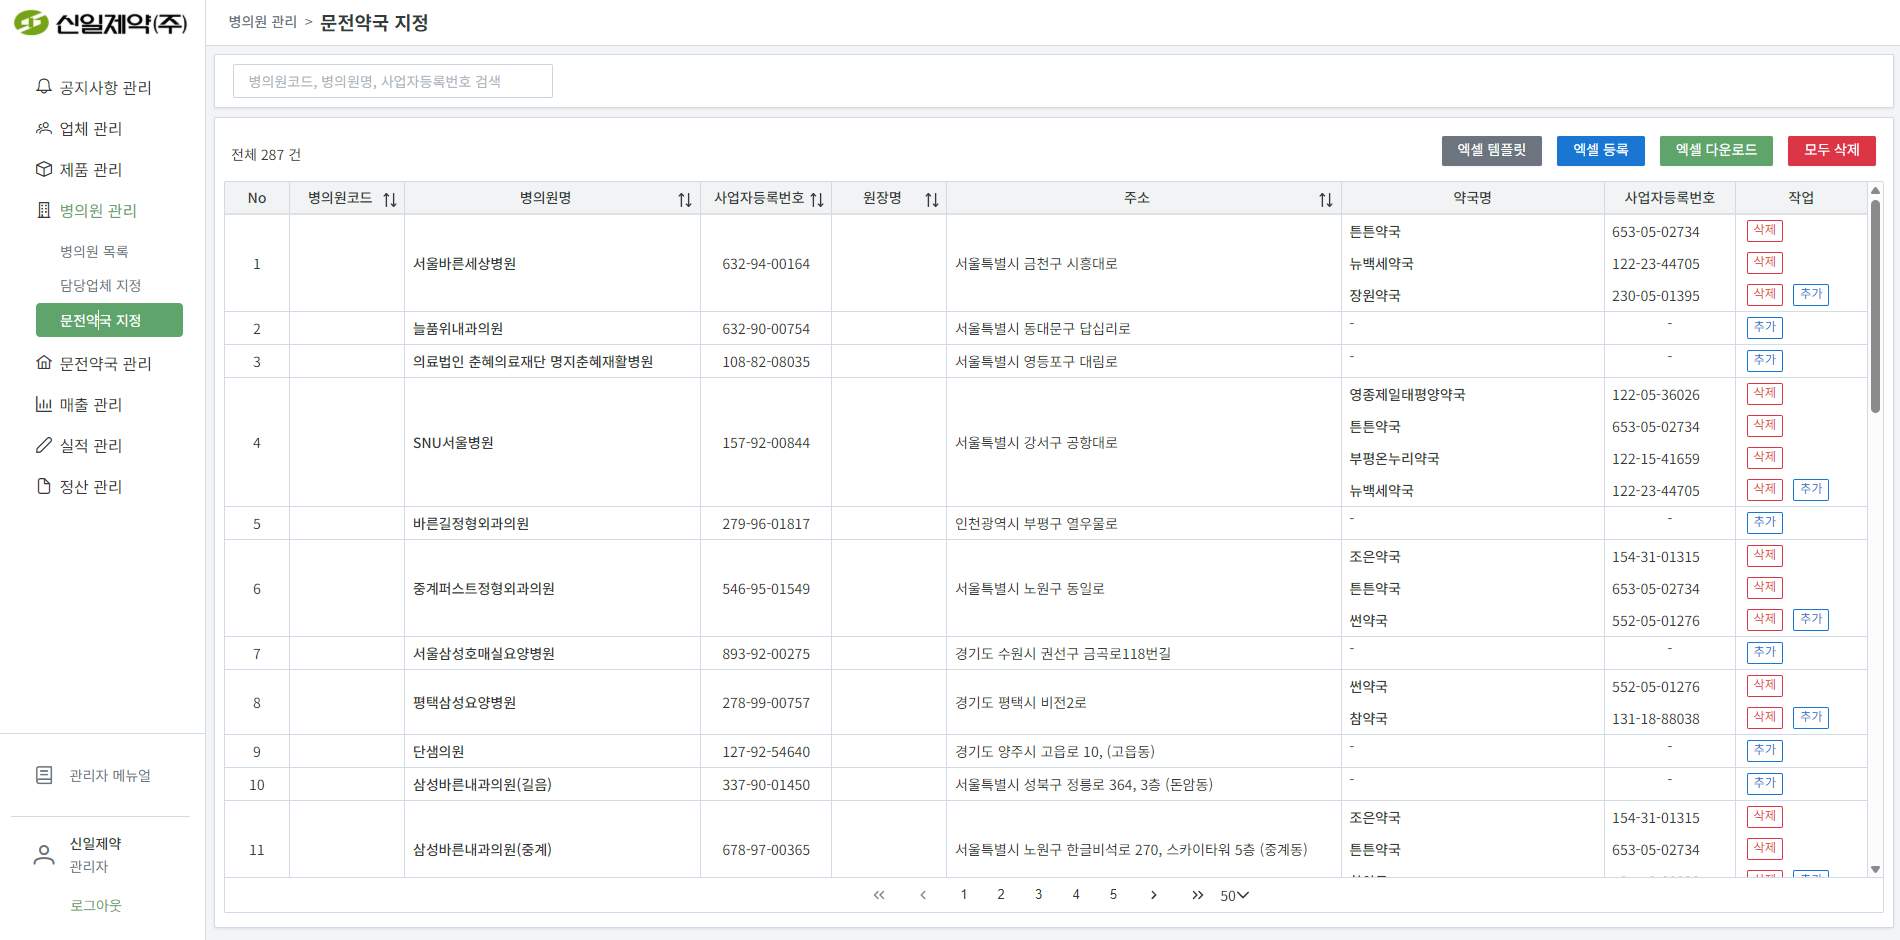 신일제약(주)
공지사항 관리
업체 관리
제품 관리
병의원 관리
병의원 목록
담당업체 지정
문전약국 지정
문전약국 관리
매출 관리
실적 관리
정산 관리
관리자 메뉴얼
신일제약
관리자
로그아웃
병의원 관리 > 문전약국 지정
병의원코드, 병의원명, 사업자등록번호 검색
전체 287 건
엑셀 템플릿 엑셀 등록 엑셀 다운로드 모두 삭제
No 병의원코드 병의원명 사업자등록번호 원장명 주소 약국명 사업자등록번호 작업
1 서울바른세상병원 632-94-00164 서울특별시 금천구 시흥대로
튼튼약국 653-05-02734 삭제
뉴백세약국 122-23-44705 삭제
장원약국 230-05-01395 삭제 추가
2 늘품위내과의원 632-90-00754 서울특별시 동대문구 답십리로 - - 추가
3 의료법인 춘혜의료재단 명지춘혜재활병원 108-82-08035 서울특별시 영등포구 대림로 - - 추가
4 SNU서울병원 157-92-00844 서울특별시 강서구 공항대로
영종제일태평양약국 122-05-36026 삭제
튼튼약국 653-05-02734 삭제
부평온누리약국 122-15-41659 삭제
뉴백세약국 122-23-44705 삭제 추가
5 바른길정형외과의원 279-96-01817 인천광역시 부평구 열우물로 - - 추가
6 중계퍼스트정형외과의원 546-95-01549 서울특별시 노원구 동일로
조은약국 154-31-01315 삭제
튼튼약국 653-05-02734 삭제
썬약국 552-05-01276 삭제 추가
7 서울삼성호매실요양병원 893-92-00275 경기도 수원시 권선구 금곡로118번길 - - 추가
8 평택삼성요양병원 278-99-00757 경기도 평택시 비전2로
썬약국 552-05-01276 삭제
참약국 131-18-88038 삭제 추가
9 단샘의원 127-92-54640 경기도 양주시 고읍로 10, (고읍동) - - 추가
10 삼성바른내과의원(길음) 337-90-01450 서울특별시 성북구 정릉로 364, 3층 (돈암동) - - 추가
11 삼성바른내과의원(중계) 678-97-00365 서울특별시 노원구 한글비석로 270, 스카이타워 5층 (중계동)
조은약국 154-31-01315 삭제
튼튼약국 653-05-02734 삭제
« ‹ 1 2 3 4 5 › » 50